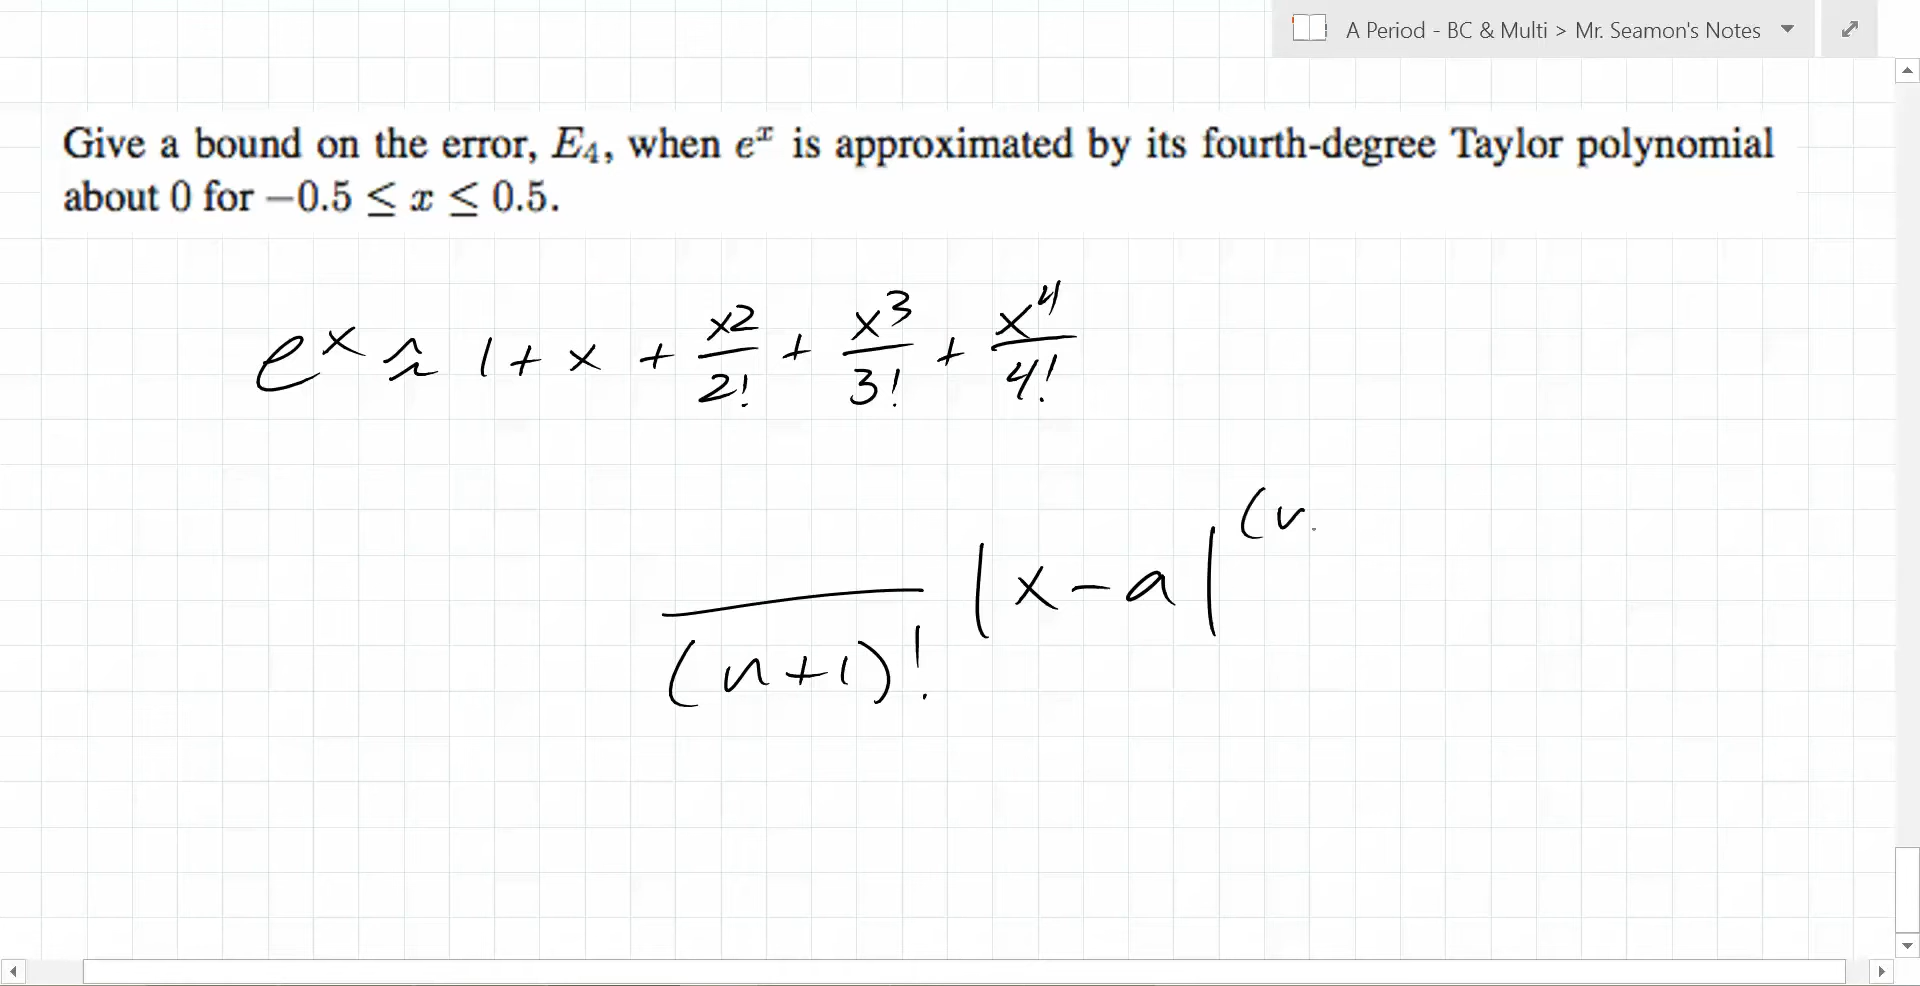 A Period - BC & Multi > Mr. Seamon's Notes
Give a bound on the error, E₄, when eˣ is approximated by its fourth-degree Taylor polynomial
about 0 for −0.5 ≤ x ≤ 0.5.
eˣ ≈ 1 + x + x²/2! + x³/3! + x⁴/4!
/(n+1)! |x-a|^(n